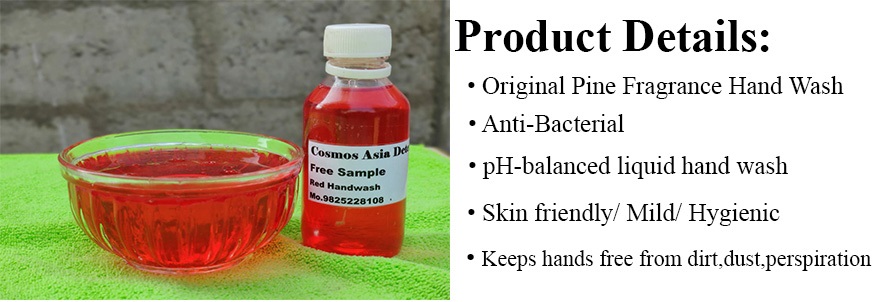 Cosmos Asia
Free Sample
Red Handwash
Mo.9825228108
Product Details:
• Original Pine Fragrance Hand Wash
• Anti-Bacterial
• pH-balanced liquid hand wash
• Skin friendly/ Mild/ Hygienic
• Keeps hands free from dirt,dust,perspiration